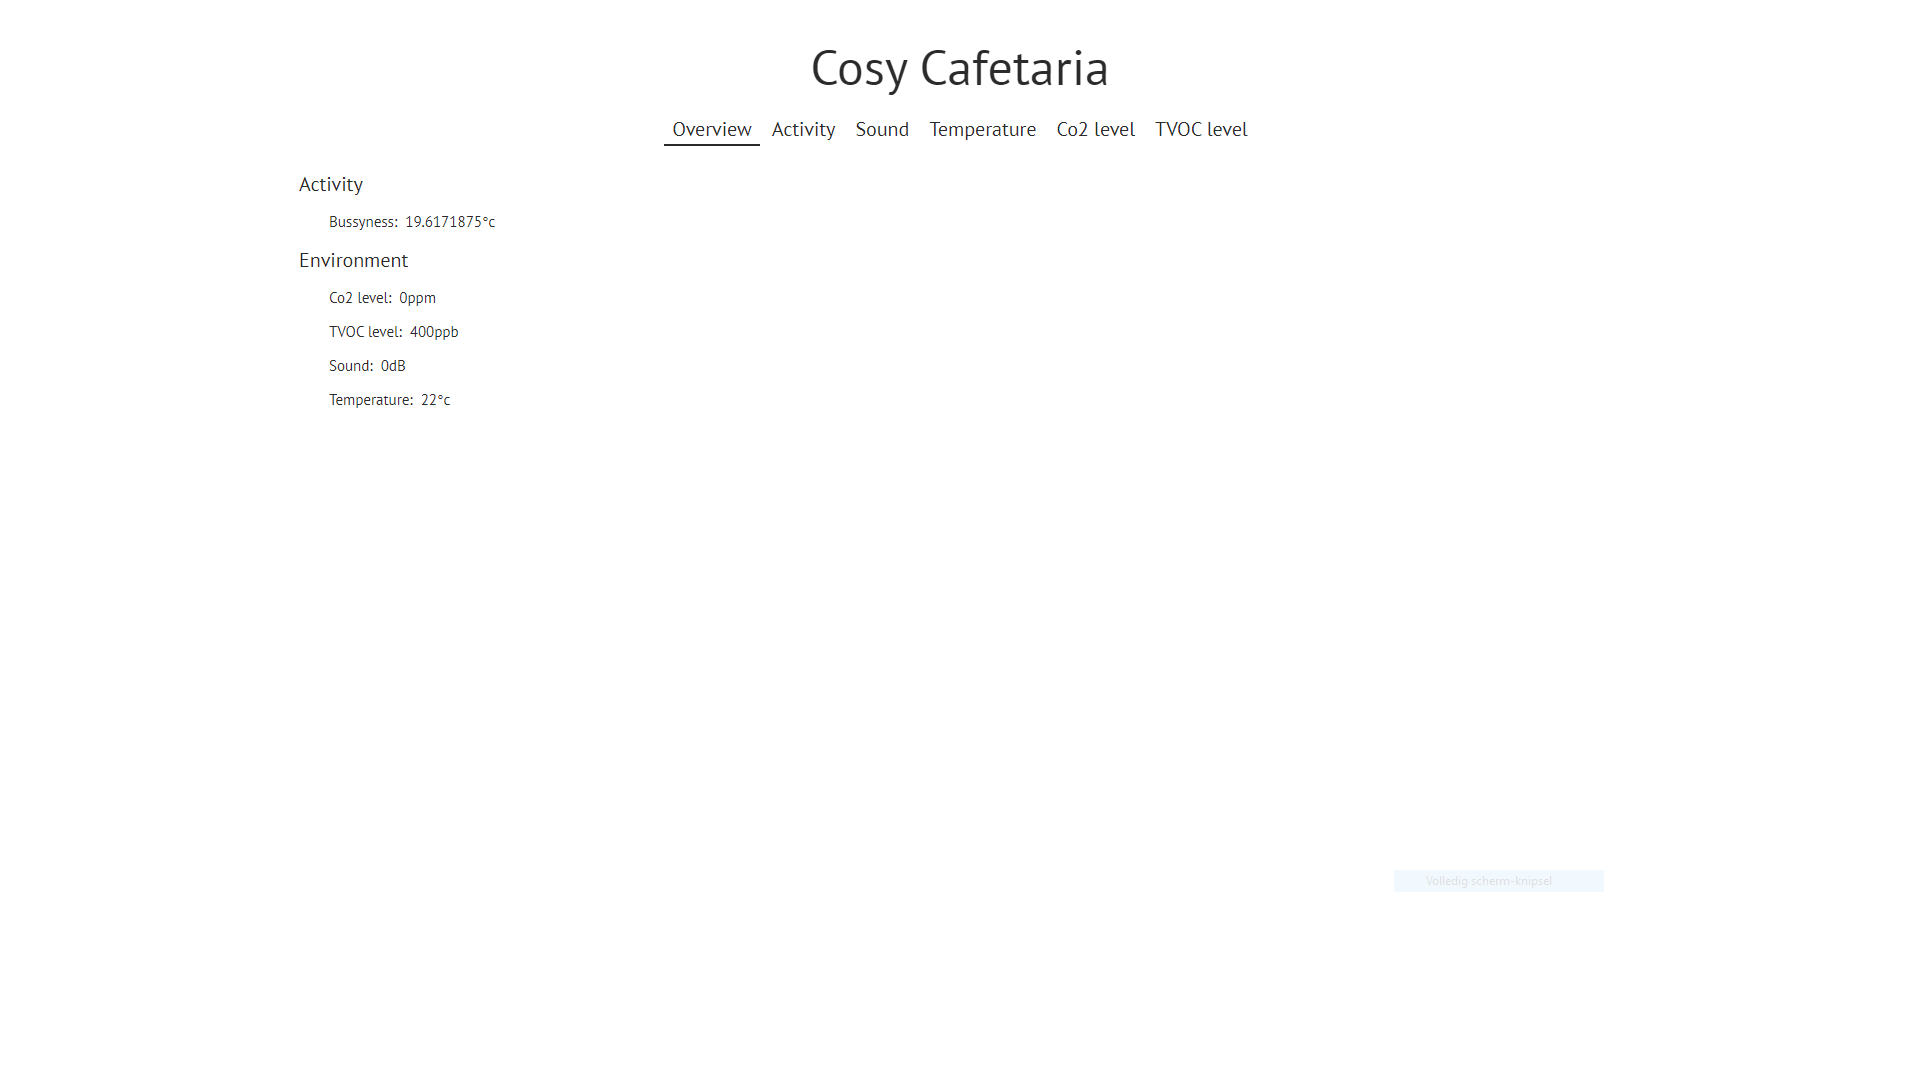 Cosy Cafetaria
Overview Activity Sound Temperature Co2 level TVOC level
Activity
Bussyness: 19.6171875°c
Environment
Co2 level: 0ppm
TVOC level: 400ppb
Sound: 0dB
Temperature: 22°c
Volledig scherm-knipsel